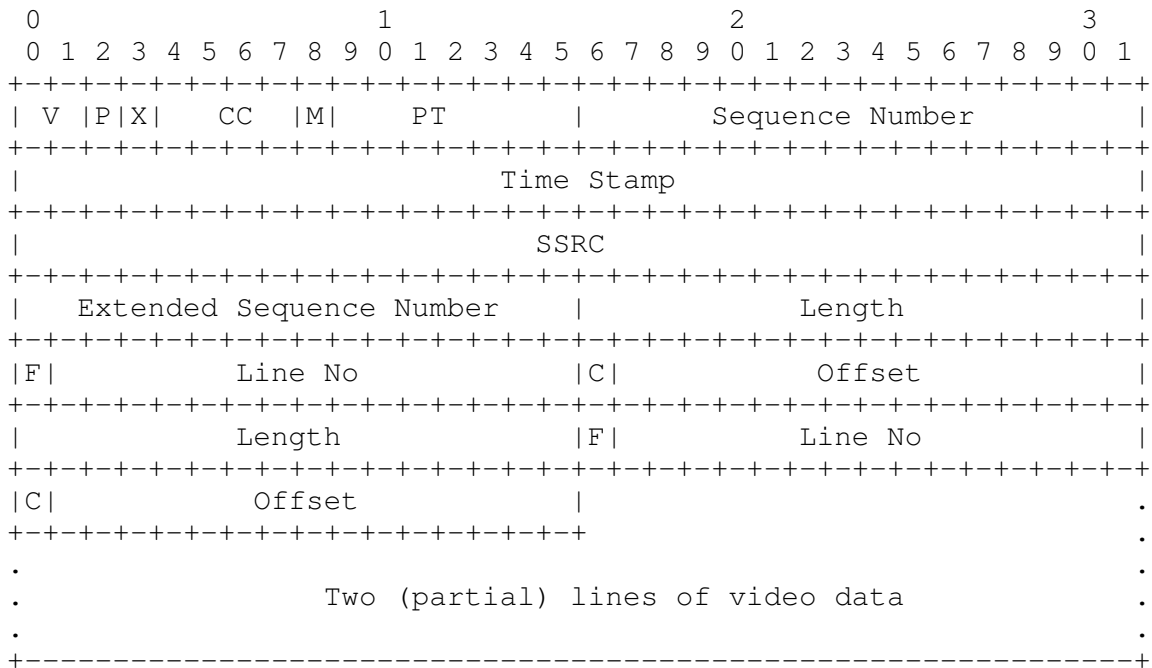 0                   1                   2                   3
 0 1 2 3 4 5 6 7 8 9 0 1 2 3 4 5 6 7 8 9 0 1 2 3 4 5 6 7 8 9 0 1
+-+-+-+-+-+-+-+-+-+-+-+-+-+-+-+-+-+-+-+-+-+-+-+-+-+-+-+-+-+-+-+-+
| V |P|X|   CC  |M|    PT       |       Sequence Number         |
+-+-+-+-+-+-+-+-+-+-+-+-+-+-+-+-+-+-+-+-+-+-+-+-+-+-+-+-+-+-+-+-+
|                           Time Stamp                          |
+-+-+-+-+-+-+-+-+-+-+-+-+-+-+-+-+-+-+-+-+-+-+-+-+-+-+-+-+-+-+-+-+
|                             SSRC                              |
+-+-+-+-+-+-+-+-+-+-+-+-+-+-+-+-+-+-+-+-+-+-+-+-+-+-+-+-+-+-+-+-+
|   Extended Sequence Number    |            Length             |
+-+-+-+-+-+-+-+-+-+-+-+-+-+-+-+-+-+-+-+-+-+-+-+-+-+-+-+-+-+-+-+-+
|F|          Line No            |C|           Offset            |
+-+-+-+-+-+-+-+-+-+-+-+-+-+-+-+-+-+-+-+-+-+-+-+-+-+-+-+-+-+-+-+-+
|            Length             |F|          Line No            |
+-+-+-+-+-+-+-+-+-+-+-+-+-+-+-+-+-+-+-+-+-+-+-+-+-+-+-+-+-+-+-+-+
|C|           Offset            |                               .
+-+-+-+-+-+-+-+-+-+-+-+-+-+-+-+-+                               .
.                                                               .
.                 Two (partial) lines of video data             .
.                                                               .
+---------------------------------------------------------------+